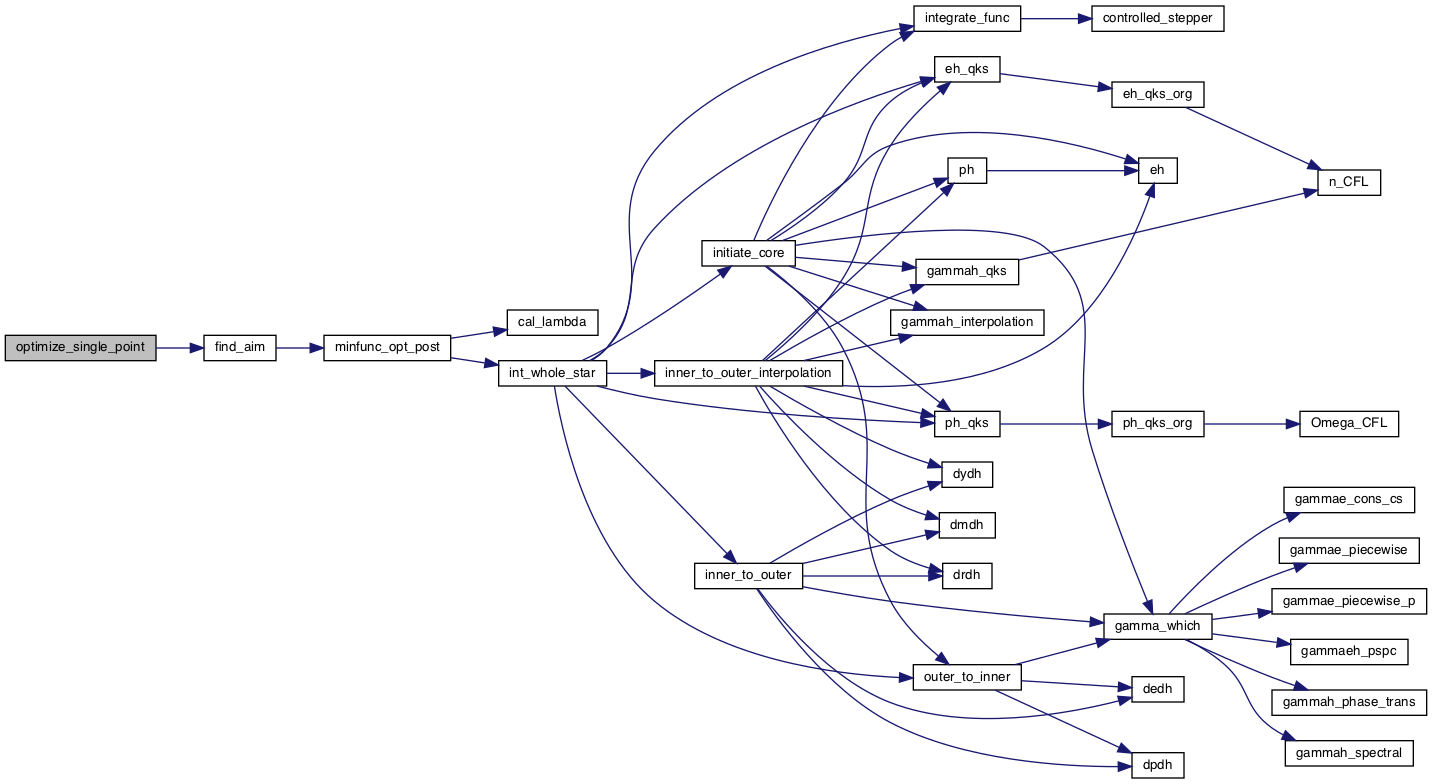 integrate_func
controlled_stepper
eh_qks
eh_qks_org
ph
eh
n_CFL
initiate_core
gammah_qks
gammah_interpolation
cal_lambda
optimize_single_point
find_aim
minfunc_opt_post
int_whole_star
inner_to_outer_interpolation
ph_qks
ph_qks_org
Omega_CFL
dydh
dmdh
inner_to_outer
drdh
gammae_cons_cs
gammae_piecewise
gammae_piecewise_p
gamma_which
gammaeh_pspc
outer_to_inner
dedh
gammah_phase_trans
gammah_spectral
dpdh